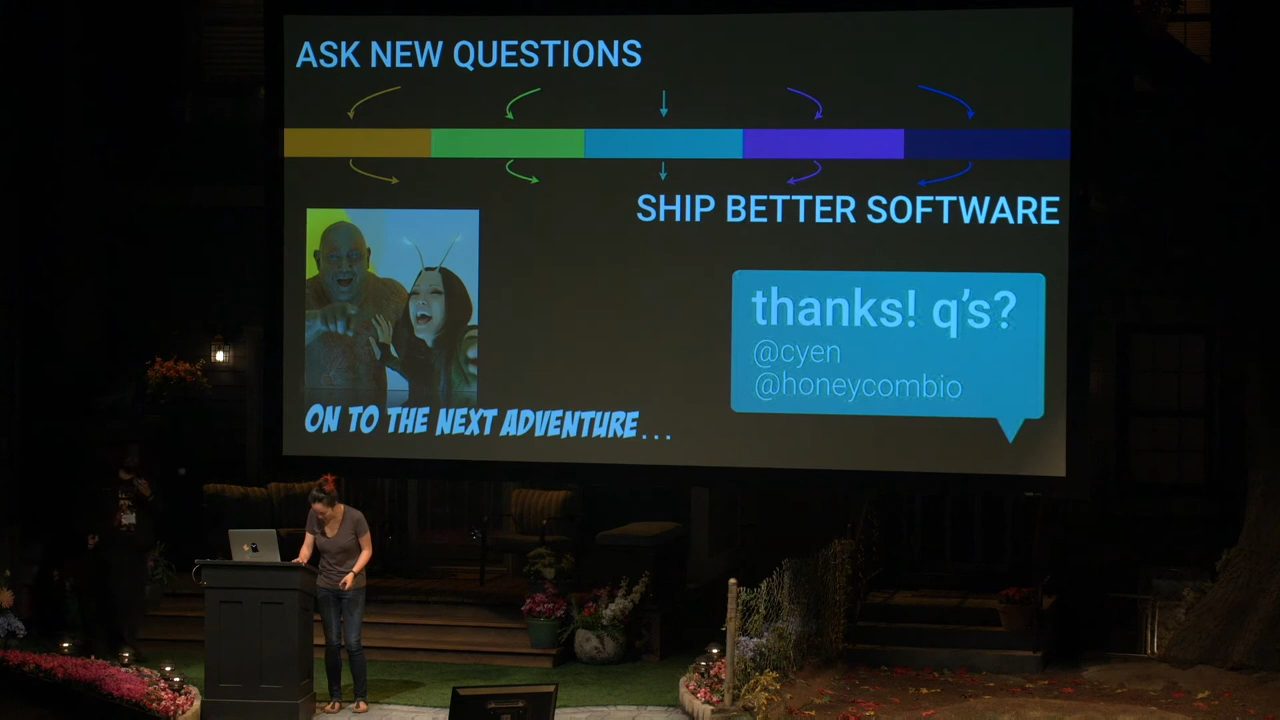 ASK NEW QUESTIONS
SHIP BETTER SOFTWARE
thanks! q's?
@cyen
@honeycombio
ON TO THE NEXT ADVENTURE...